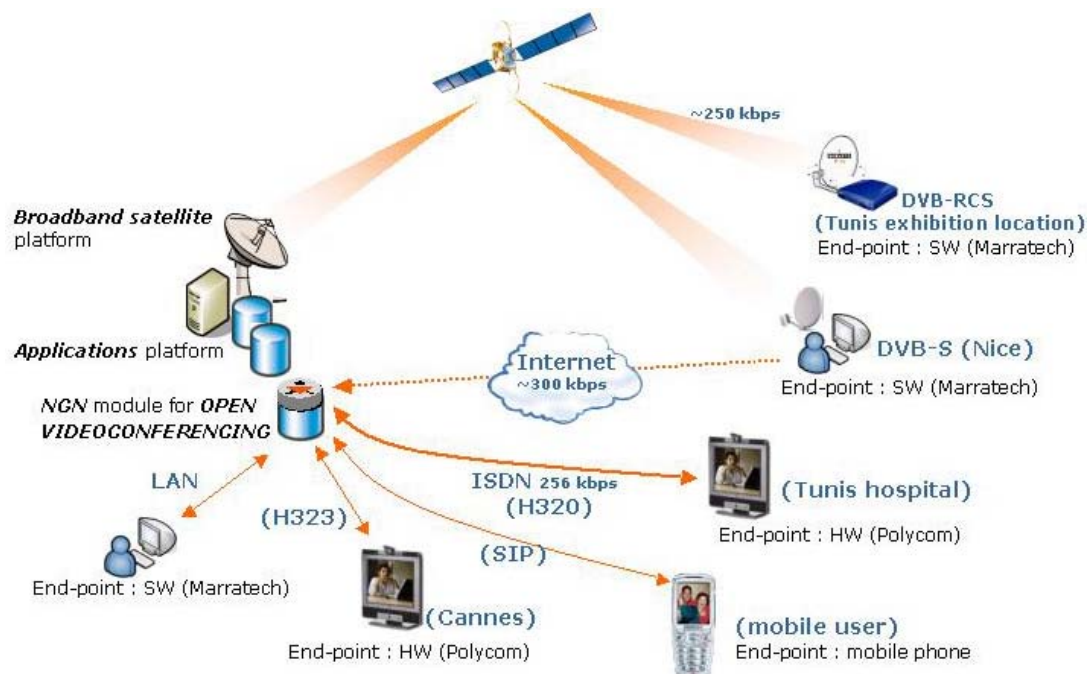 ~250 kbps
DVB-RCS
(Tunis exhibition location)
End-point : SW (Marratech)
Broadband satellite
platform
Applications platform
Internet
~300 kbps
DVB-S (Nice)
End-point : SW (Marratech)
NGN module for OPEN
VIDEOCONFERENCING
LAN
(H323)
ISDN 256 kbps
(H320)
(Tunis hospital)
End-point : HW (Polycom)
(SIP)
End-point : SW (Marratech)
(Cannes)
End-point : HW (Polycom)
(mobile user)
End-point : mobile phone